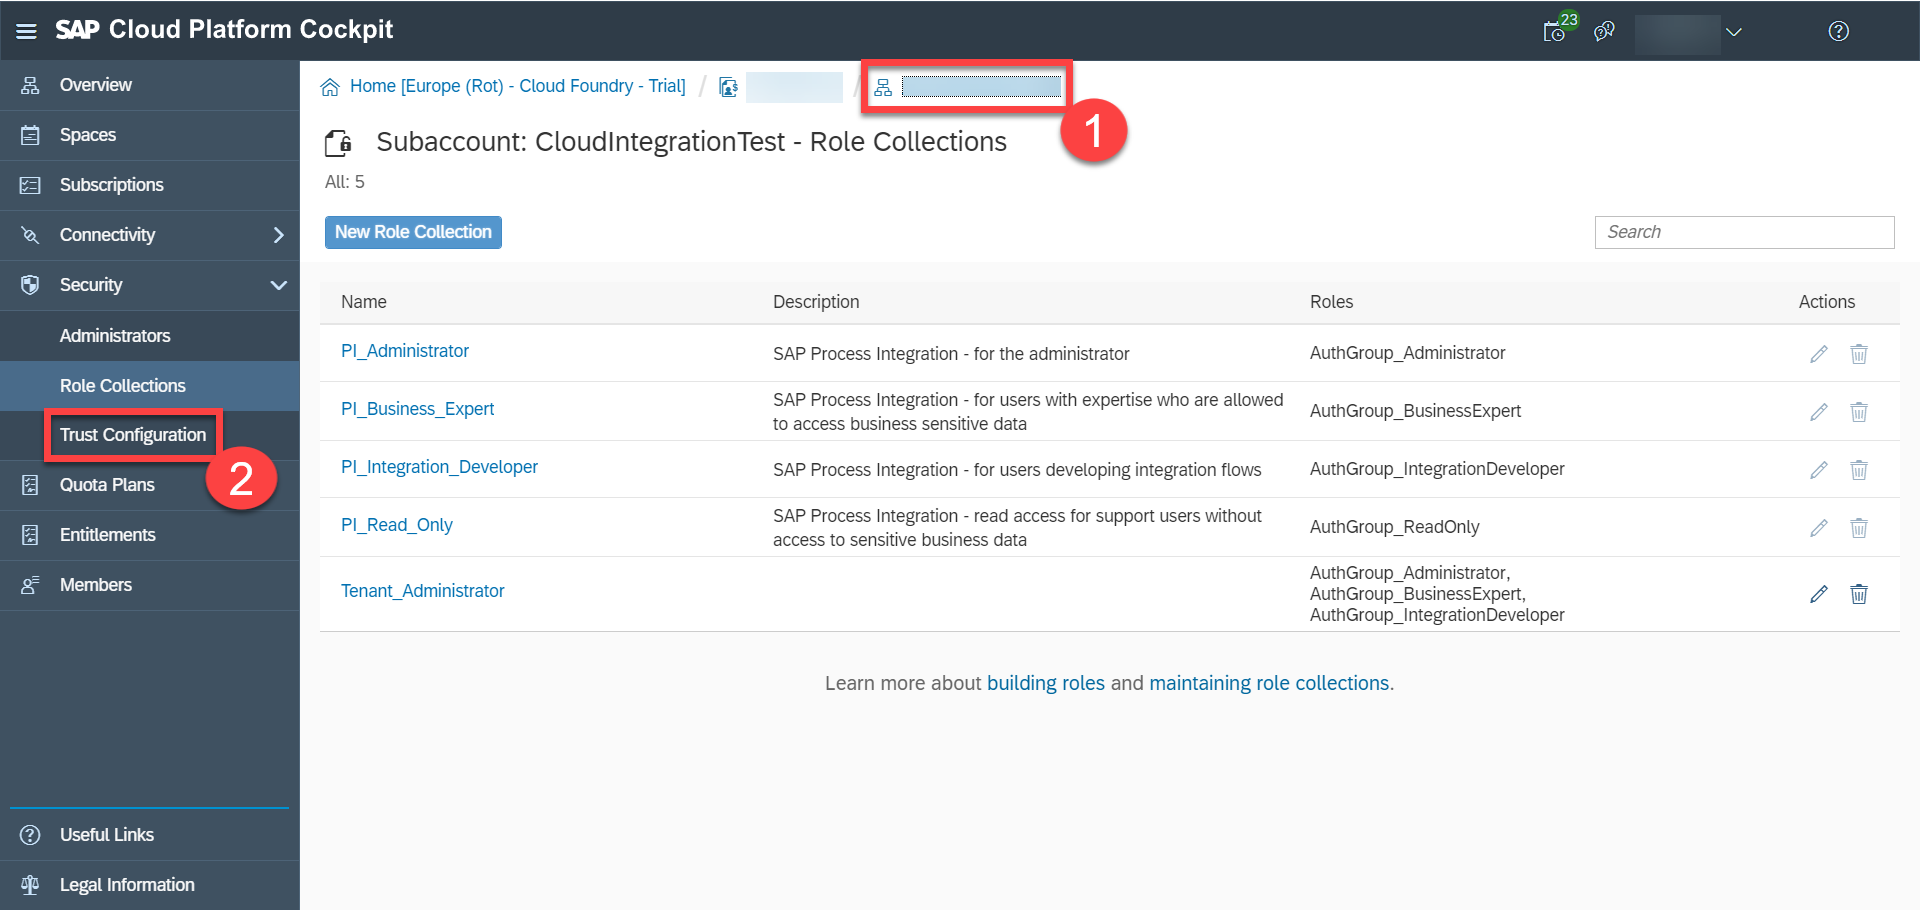 SAP Cloud Platform Cockpit
23
Overview
Spaces
Subscriptions
Connectivity
Security
Administrators
Role Collections
Trust Configuration
2
Quota Plans
Entitlements
Members
Useful Links
Legal Information
Home [Europe (Rot) - Cloud Foundry - Trial] / /
1
Subaccount: CloudIntegrationTest - Role Collections
All: 5
New Role Collection
Search
Name Description Roles Actions
PI_Administrator SAP Process Integration - for the administrator AuthGroup_Administrator
PI_Business_Expert SAP Process Integration - for users with expertise who are allowed
to access business sensitive data AuthGroup_BusinessExpert
PI_Integration_Developer SAP Process Integration - for users developing integration flows AuthGroup_IntegrationDeveloper
PI_Read_Only SAP Process Integration - read access for support users without
access to sensitive business data AuthGroup_ReadOnly
Tenant_Administrator AuthGroup_Administrator,
AuthGroup_BusinessExpert,
AuthGroup_IntegrationDeveloper
Learn more about building roles and maintaining role collections.